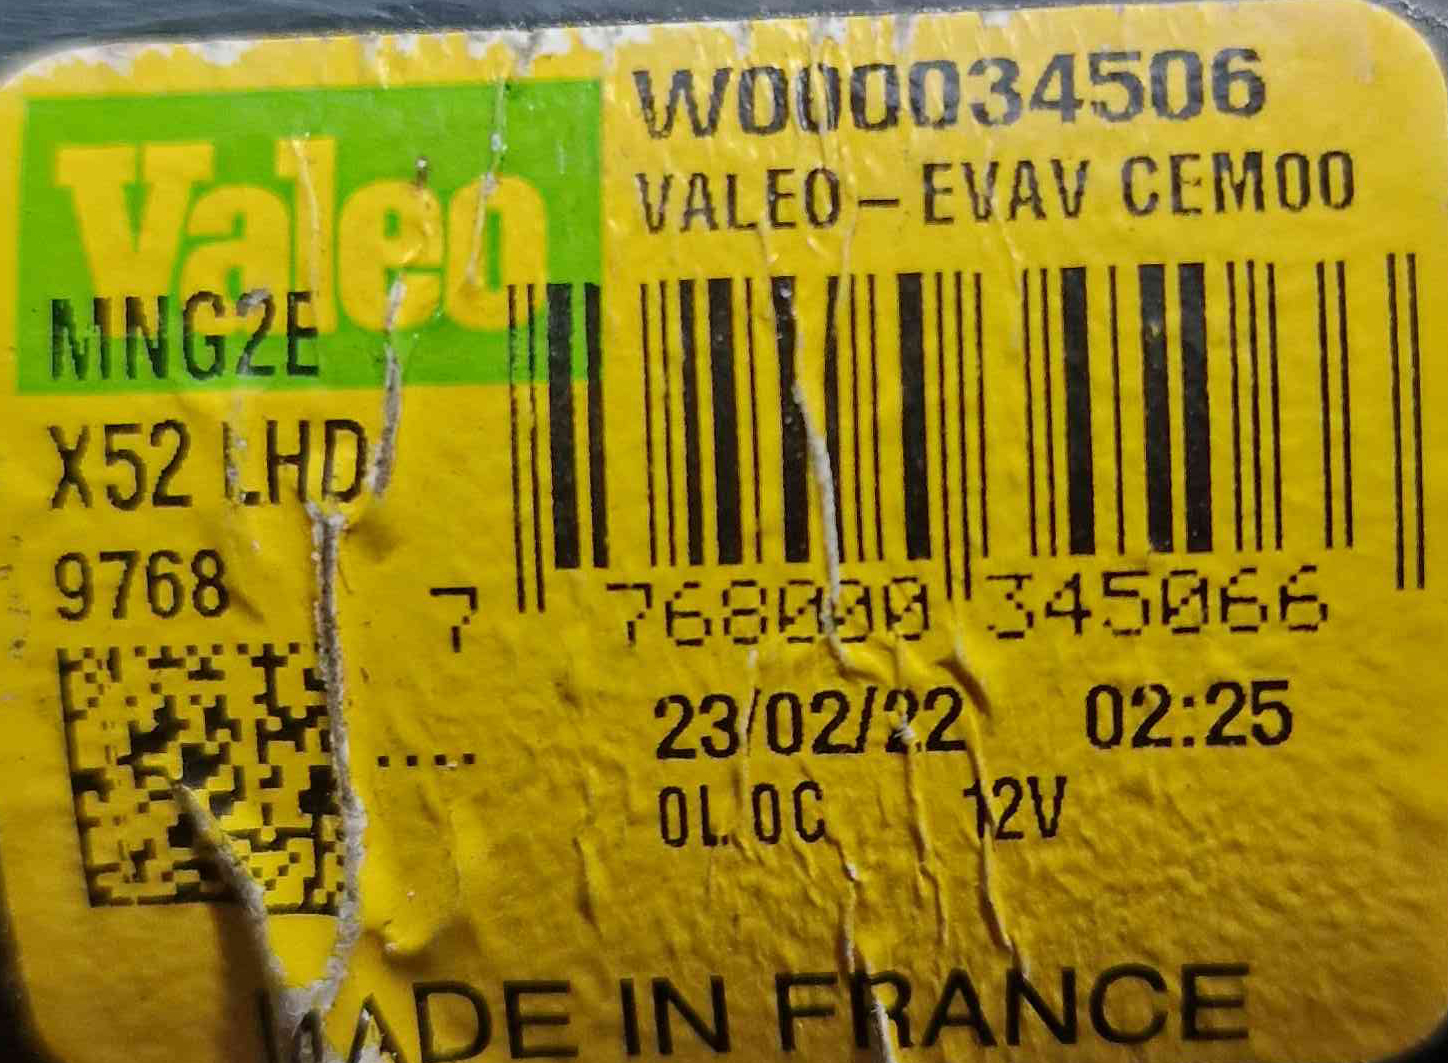 Valeo
W000034506
VALEO - EVAV CEM00
MNG2E
X52 LHD
9768
7 768000 345066
....
23/02/22 02:25
0L 0C 12V
MADE IN FRANCE